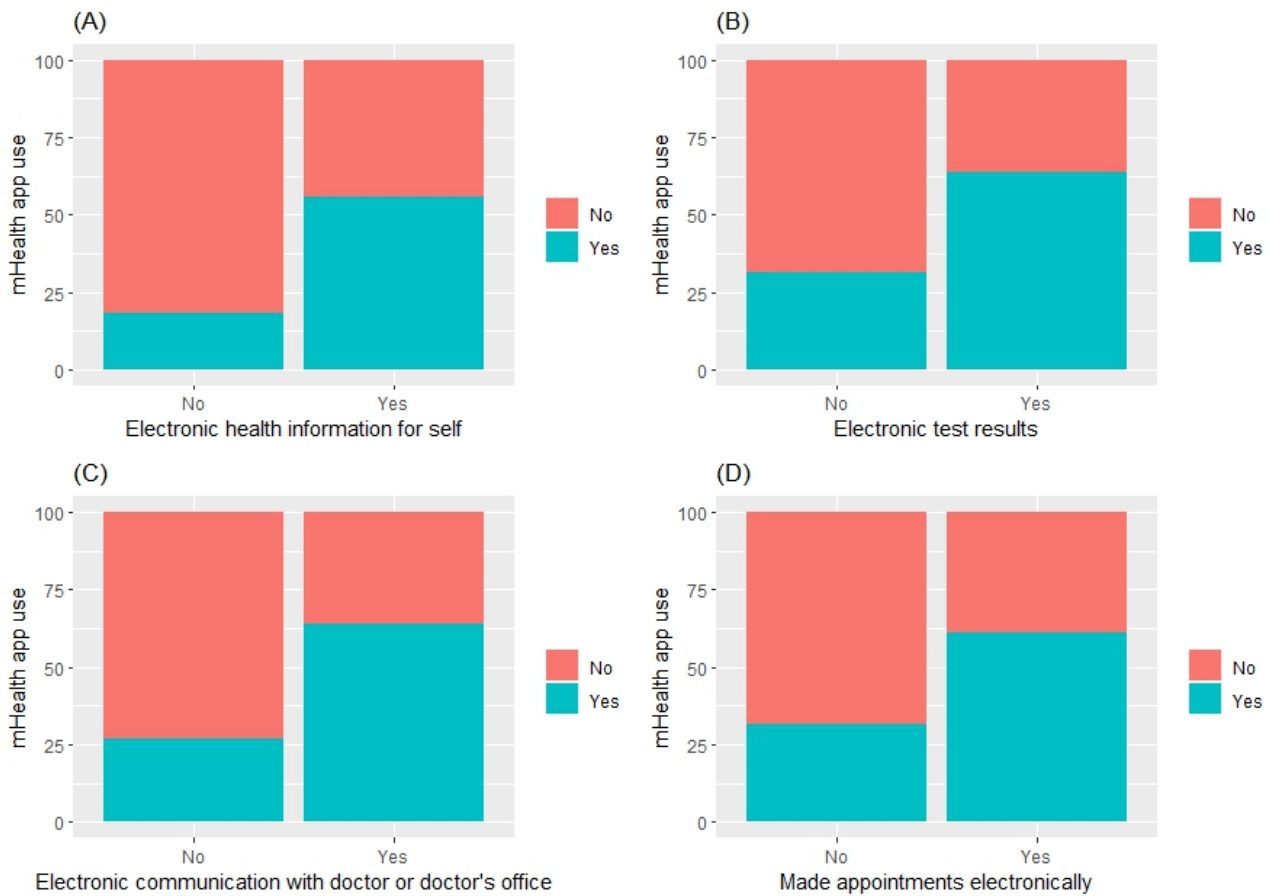 (A)
mHealth app use
100
75
50
25
0
No
Yes
Electronic health information for self
No
Yes
(B)
mHealth app use
100
75
50
25
0
No
Yes
Electronic test results
No
Yes
(C)
mHealth app use
100
75
50
25
0
No
Yes
Electronic communication with doctor or doctor's office
No
Yes
(D)
mHealth app use
100
75
50
25
0
No
Yes
Made appointments electronically
No
Yes